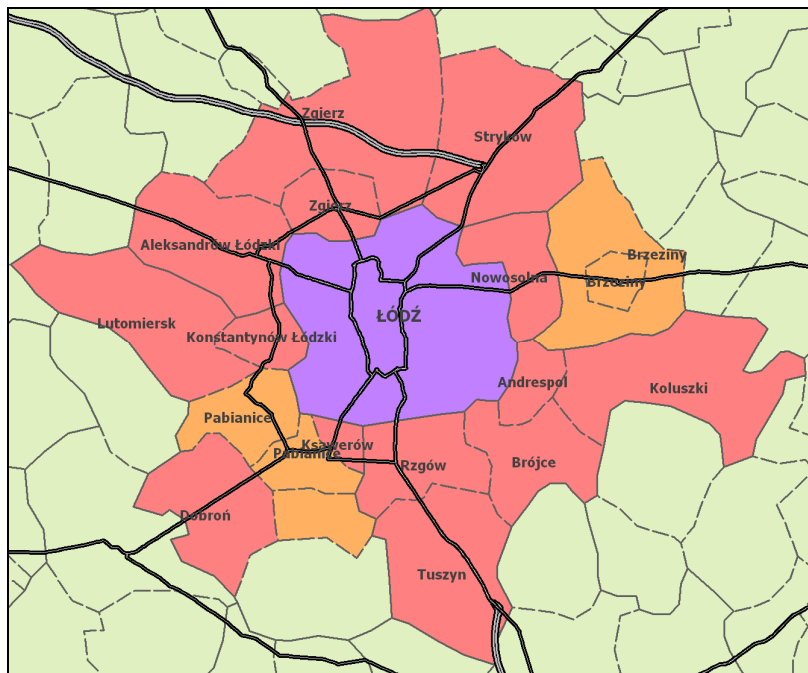 Zgierz
Stryków
Zgierz
Aleksandrów Łódzki
Brzeziny
Nowosolna
Brzeziny
ŁÓDŹ
Lutomiersk
Konstantynów Łódzki
Andrespol
Koluszki
Pabianice
Ksawerów
Pabianice
Rzgów
Brójce
Dobroń
Tuszyn